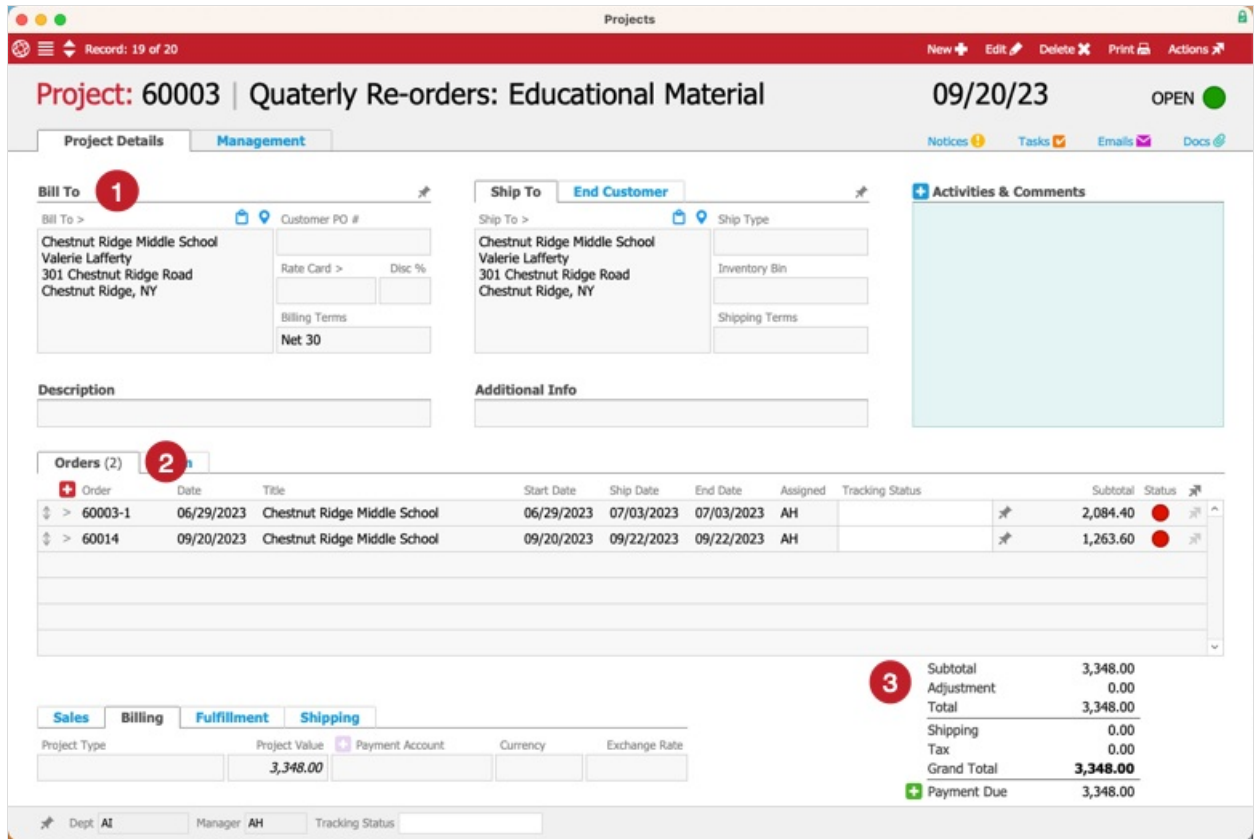 Projects
Record: 19 of 20
New Edit Delete Print Actions
Project: 60003 | Quaterly Re-orders: Educational Material 09/20/23 OPEN
Project Details Management Notices Tasks Emails Docs
Bill To 1
Bill To > Customer PO #
Chestnut Ridge Middle School
Valerie Lafferty
301 Chestnut Ridge Road
Chestnut Ridge, NY
Rate Card > Disc %
Billing Terms
Net 30
Ship To End Customer
Ship To > Ship Type
Chestnut Ridge Middle School
Valerie Lafferty
301 Chestnut Ridge Road
Chestnut Ridge, NY
Inventory Bin
Shipping Terms
Activities & Comments
Description
Additional Info
Orders (2) 2
Order Date Title Start Date Ship Date End Date Assigned Tracking Status Subtotal Status
> 60003-1 06/29/2023 Chestnut Ridge Middle School 06/29/2023 07/03/2023 07/03/2023 AH 2,084.40
> 60014 09/20/2023 Chestnut Ridge Middle School 09/20/2023 09/22/2023 09/22/2023 AH 1,263.60
3
Subtotal 3,348.00
Adjustment 0.00
Total 3,348.00
Shipping 0.00
Tax 0.00
Grand Total 3,348.00
Payment Due 3,348.00
Sales Billing Fulfillment Shipping
Project Type Project Value Payment Account Currency Exchange Rate
3,348.00
Dept AI Manager AH Tracking Status